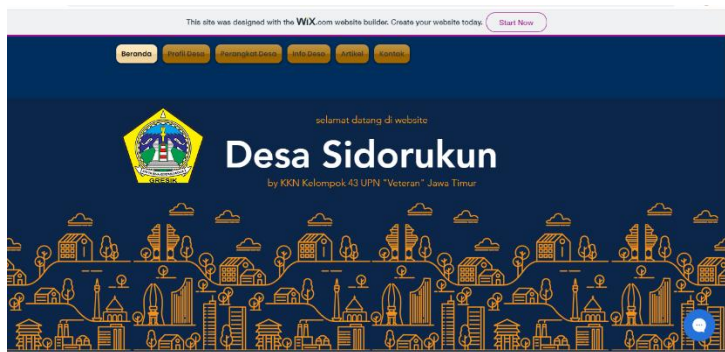 This site was designed with the WiX.com website builder. Create your website today. Start Now
Beranda Profil Desa Perangkat Desa Info Desa Artikel Kontak
selamat datang di website
Desa Sidorukun
by KKN Kelompok 43 UPN "Veteran" Jawa Timur
GRESIK